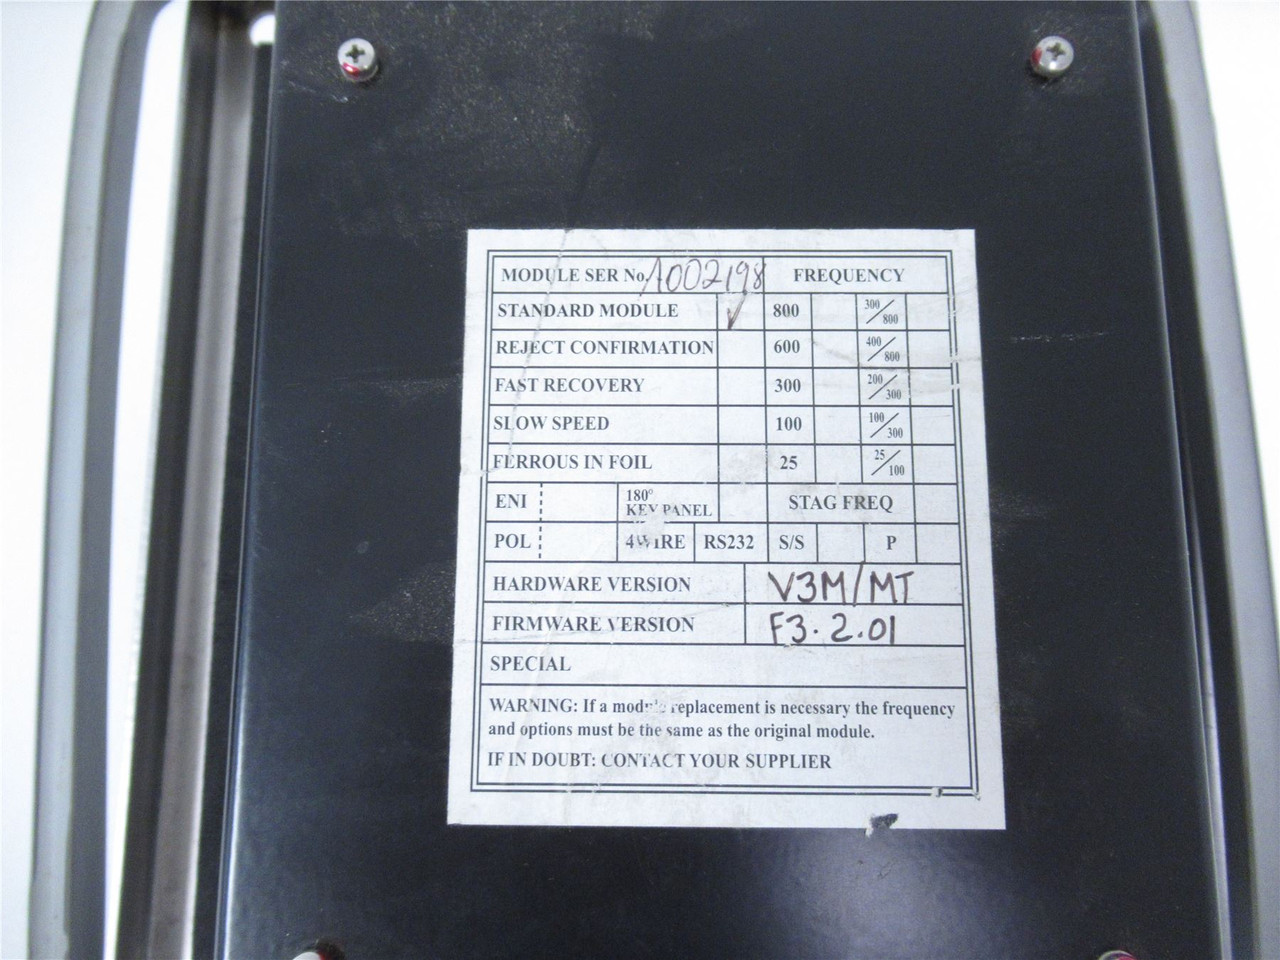 MODULE SER No. 1002198 FREQUENCY
STANDARD MODULE ✓ 800 300/800
REJECT CONFIRMATION 600 400/800
FAST RECOVERY 300 200/300
SLOW SPEED 100 100/300
FERROUS IN FOIL 25 25/100
ENI 180° KEY PANEL STAG FREQ
POL 4WIRE RS232 S/S P
HARDWARE VERSION V3M/MT
FIRMWARE VERSION F3.2.01
SPECIAL
WARNING: If a module replacement is necessary the frequency
and options must be the same as the original module.
IF IN DOUBT: CONTACT YOUR SUPPLIER